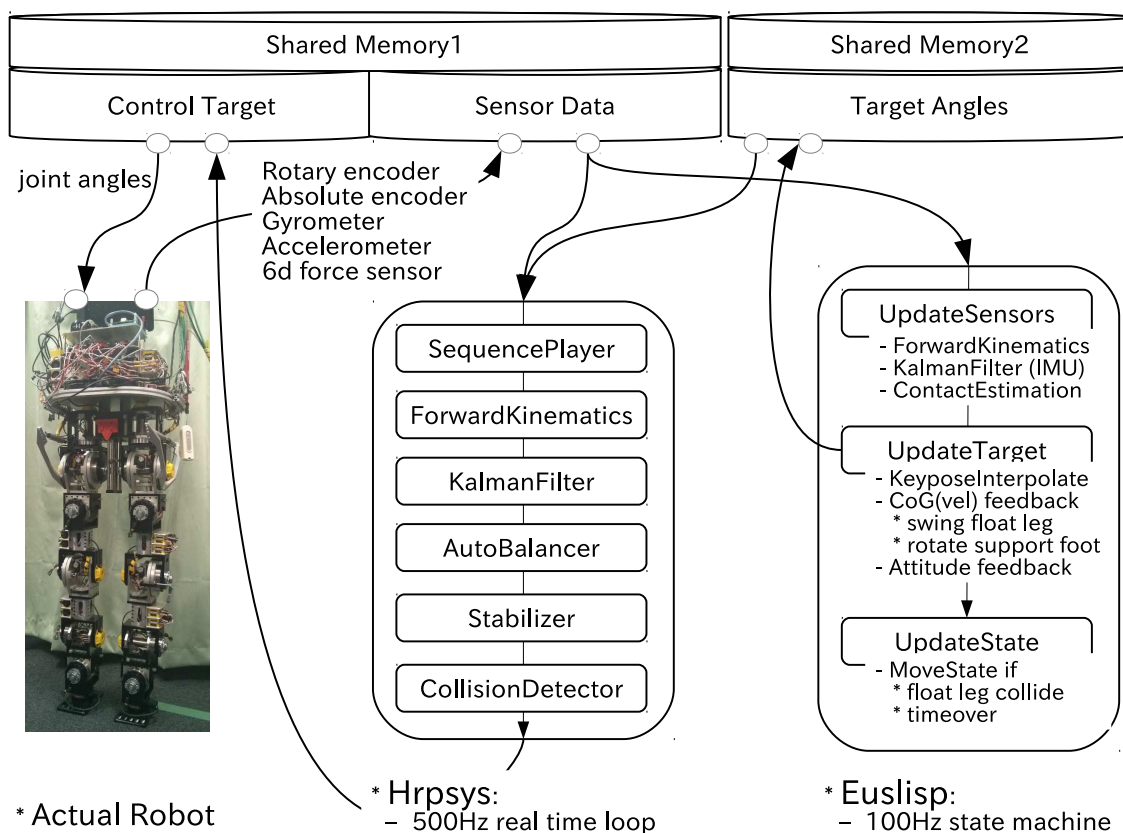 Shared Memory1
Shared Memory2
Control Target
Sensor Data
Target Angles
joint angles
Rotary encoder
Absolute encoder
Gyrometer
Accelerometer
6d force sensor
SequencePlayer
ForwardKinematics
KalmanFilter
AutoBalancer
Stabilizer
CollisionDetector
UpdateSensors
- ForwardKinematics
- KalmanFilter (IMU)
- ContactEstimation
UpdateTarget
- KeyposeInterpolate
- CoG(vel) feedback
* swing float leg
* rotate support foot
- Attitude feedback
UpdateState
- MoveState if
* float leg collide
* timeover
* Actual Robot
* Hrpsys:
– 500Hz real time loop
* Euslisp:
– 100Hz state machine